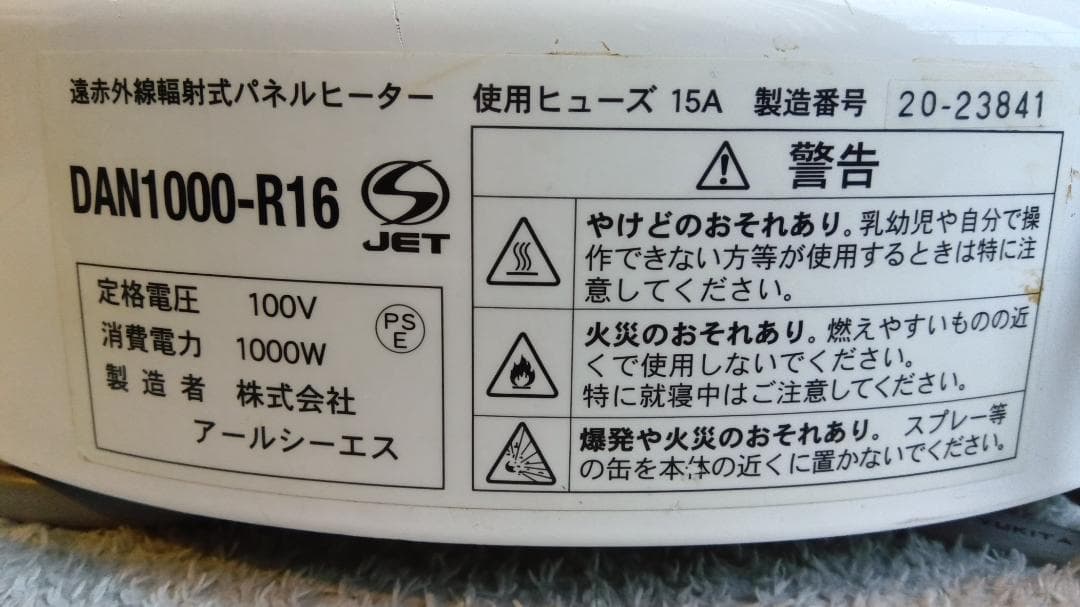 遠赤外線輻射式パネルヒーター
使用ヒューズ 15A 製造番号 20-23841
DAN1000-R16
JET
定格電圧 100V
消費電力 1000W
製造者 株式会社
アールシーエス
PS
E
警告
やけどのおそれあり。乳幼児や自分で操
作できない方等が使用するときは特に注
意してください。
火災のおそれあり。燃えやすいものの近
くで使用しないでください。
特に就寝中はご注意してください。
爆発や火災のおそれあり。 スプレー等
の缶を本体の近くに置かないでください。
YUKITA